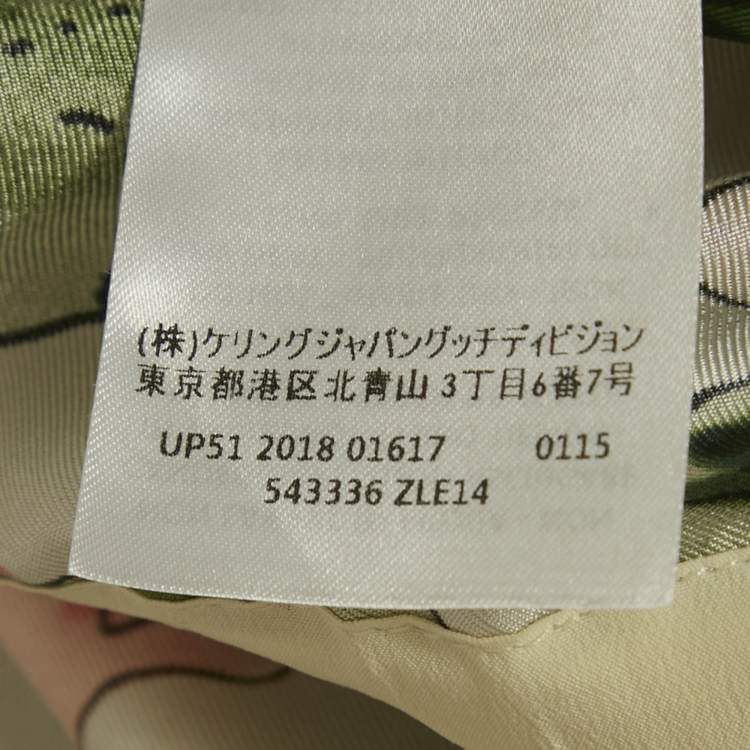 (株)ケリングジャパングッチディビジョン
東京都港区北青山3丁目6番7号
UP51 2018 01617 0115
543336 ZLE14